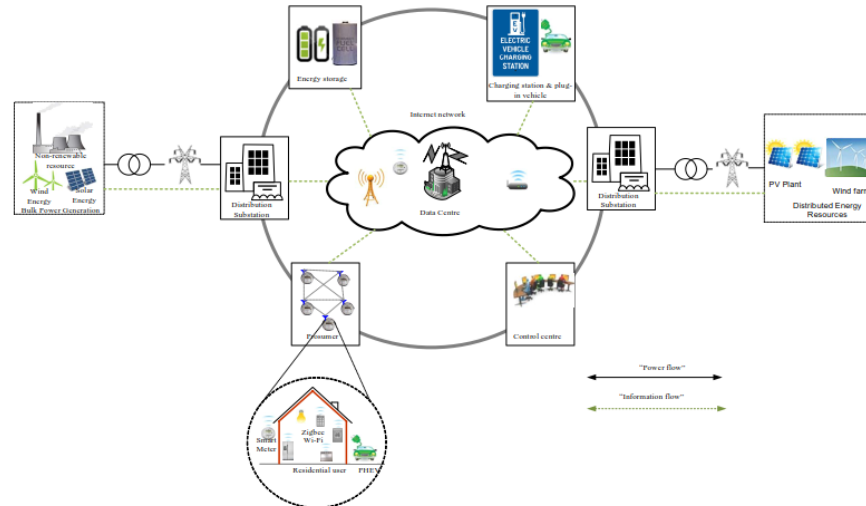 FUEL
CELL
Energy storage
ELECTRIC
VEHICLE
CHARGING
STATION
Charging station & plug-
in vehicle
Internet network
Non-renewable
resource
Wind
Energy
Solar
Energy
Bulk Power Generation
Distribution
Substation
Data Centre
Distribution
Substation
PV Plant
Wind farm
Distributed Energy
Resources
Prosumer
Control centre
"Power flow"
"Information flow"
Smart
Meter
Zigbee
Wi-Fi
Residential user
PHEV